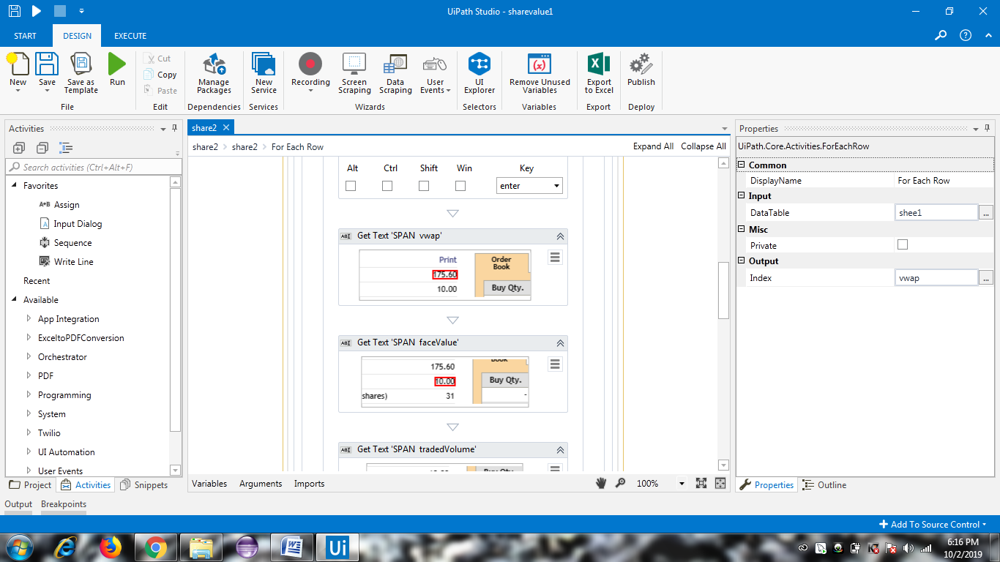 UiPath Studio - sharevalue1
START DESIGN EXECUTE
New Save Save as Template Run
Cut
Copy
Paste
Manage Packages
New Service
Recording
Screen Scraping
Data Scraping
User Events
UI Explorer
Remove Unused Variables
Export to Excel
Publish
File Edit Dependencies Services Wizards Selectors Variables Export Deploy
Activities
Search activities (Ctrl+Alt+F)
Favorites
A+B Assign
A Input Dialog
Sequence
Write Line
Recent
Available
App Integration
ExceltoPDFConversion
Orchestrator
PDF
Programming
System
Twilio
UI Automation
User Events
Project Activities Snippets
share2
share2 > share2 > For Each Row
Expand All Collapse All
Alt Ctrl Shift Win Key
enter
Get Text 'SPAN vwap'
Print
175.60
10.00
Order
Book
Buy Qty.
Get Text 'SPAN faceValue'
175.60
10.00
shares) 31
Book
Buy Qty.
-
Get Text 'SPAN tradedVolume'
Variables Arguments Imports
100%
Properties
UiPath.Core.Activities.ForEachRow
Common
DisplayName For Each Row
Input
DataTable shee1 ...
Misc
Private
Output
Index vwap ...
Properties Outline
Output Breakpoints
Add To Source Control
Ui
6:16 PM
10/2/2019